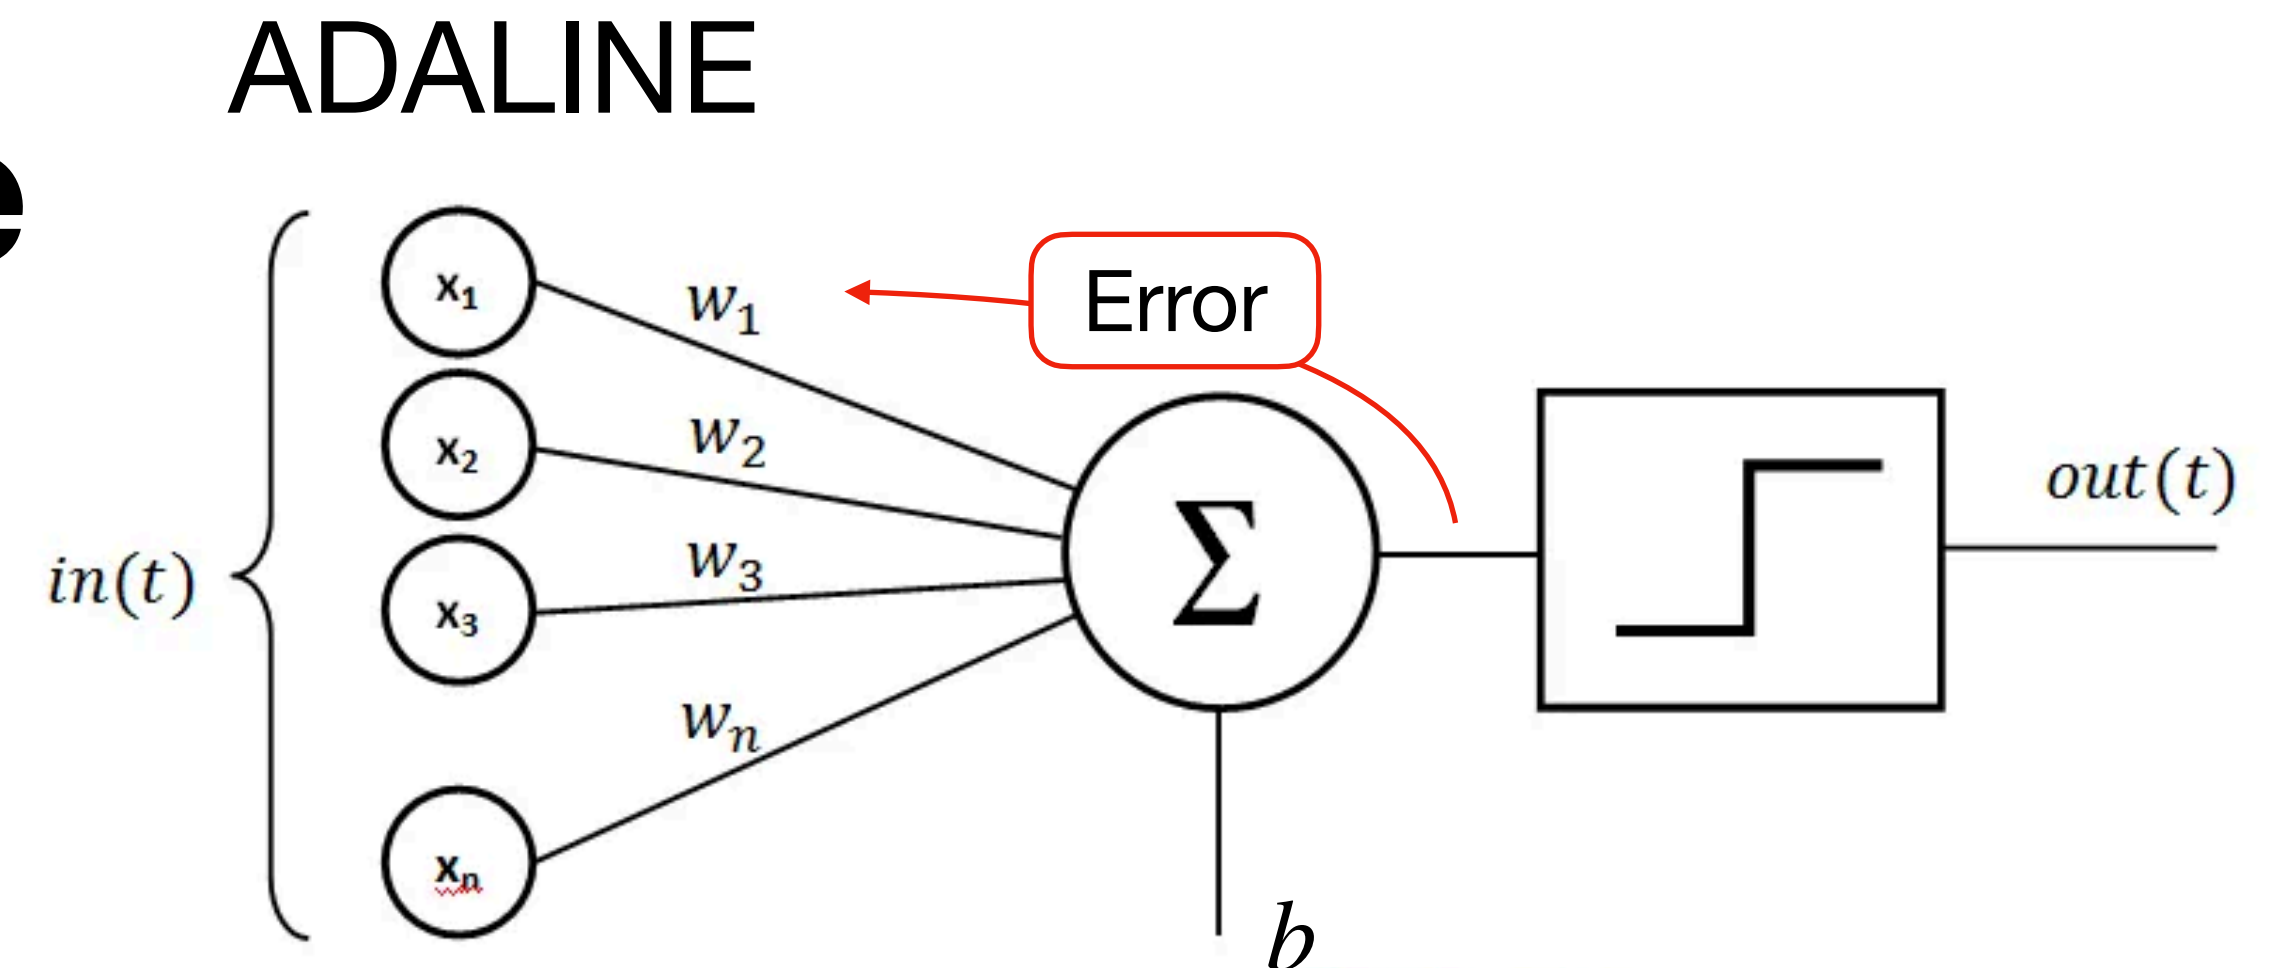 ADALINE
e
x₁
w₁
Error
x₂
w₂
out(t)
in(t)
w₃
x₃
Σ
wₙ
xₙ
b